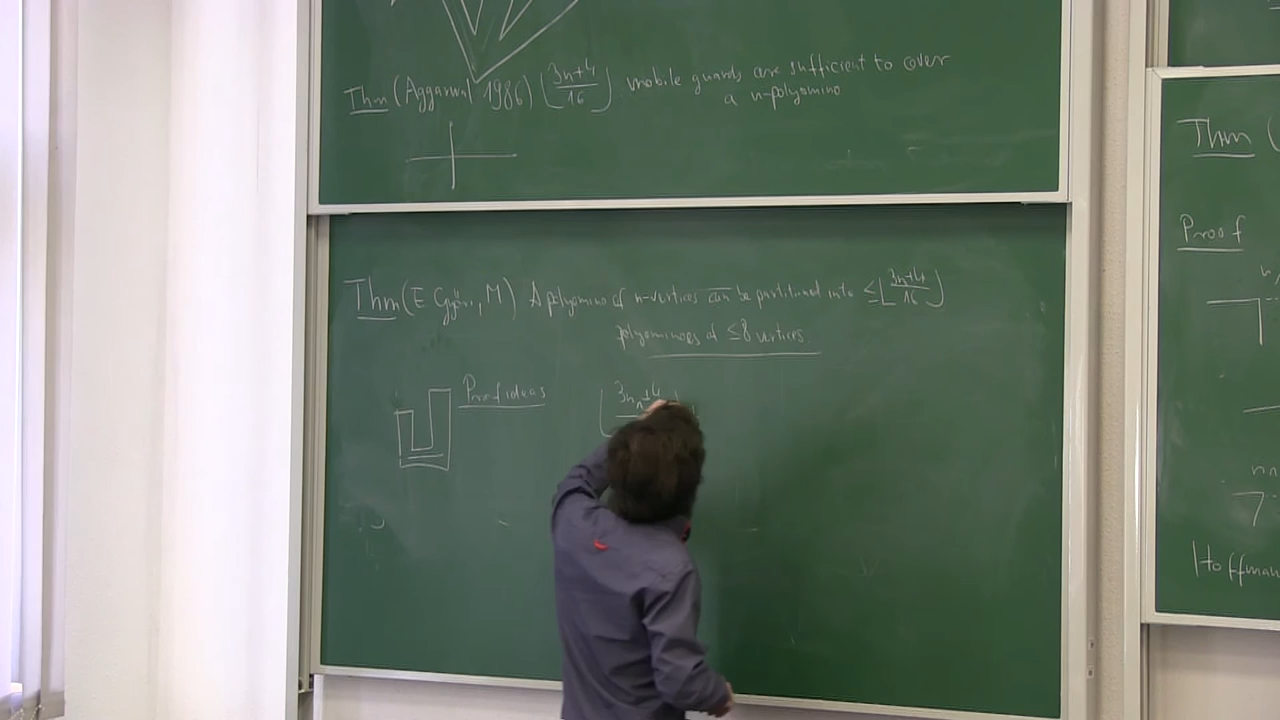 Thm (Aggarwal 1986) ⌊3n+4/16⌋ mobile guards are sufficient to cover
a n-polyomino
Thm (E Győri, M) A polyomino of n-vertices can be partitioned into ≤⌊3n+4/16⌋
polyominoes of ≤8 vertices
Proof ideas
Thm (
Proof
Hoffman